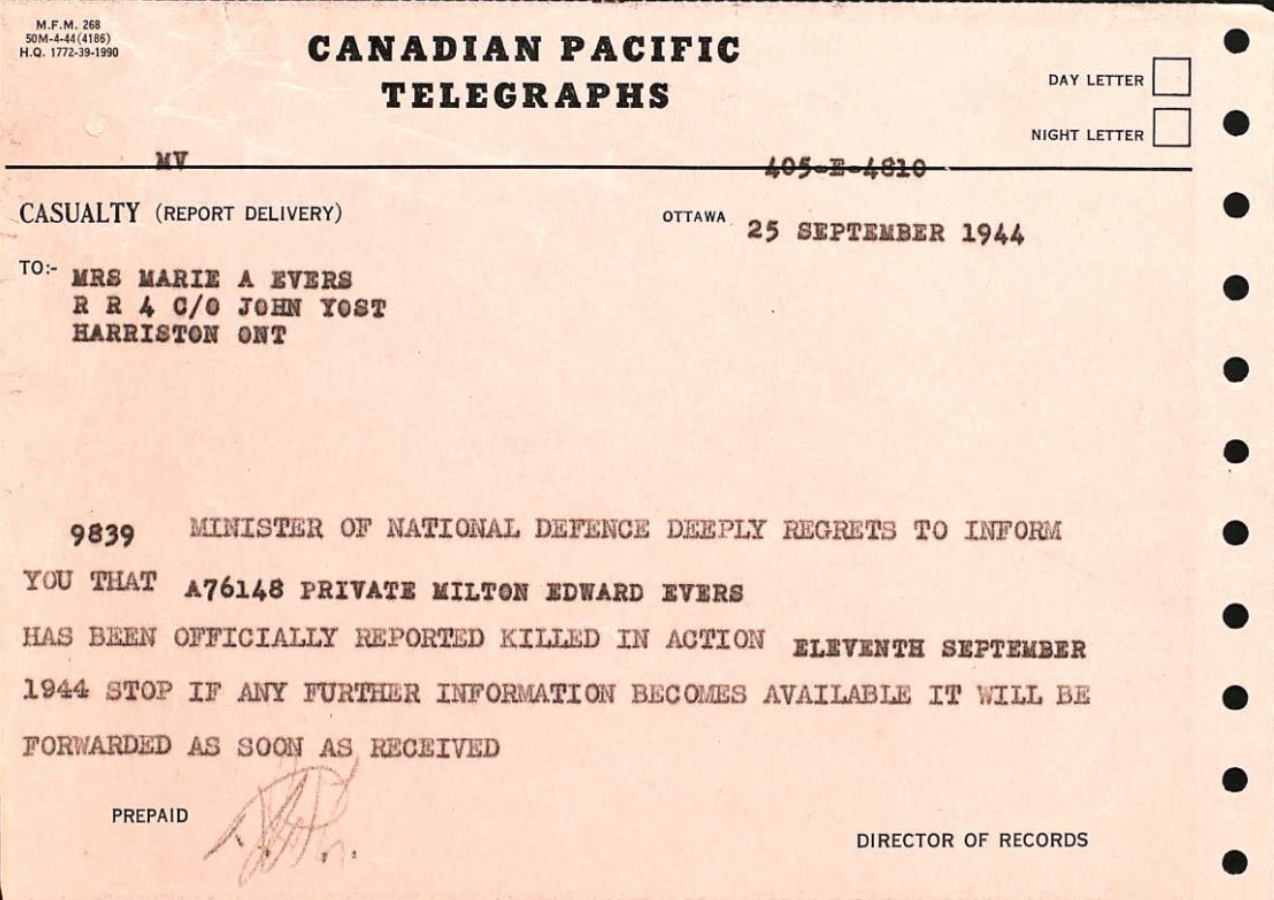 M.F.M. 268
50M-4-44(4186)
H.Q. 1772-39-1990
CANADIAN PACIFIC
TELEGRAPHS
DAY LETTER
NIGHT LETTER
MV
405-E-4810
CASUALTY (REPORT DELIVERY)
OTTAWA 25 SEPTEMBER 1944
TO:- MRS MARIE A EVERS
R R 4 C/O JOHN YOST
HARRISTON ONT
9839 MINISTER OF NATIONAL DEFENCE DEEPLY REGRETS TO INFORM
YOU THAT A76148 PRIVATE MILTON EDWARD EVERS
HAS BEEN OFFICIALLY REPORTED KILLED IN ACTION ELEVENTH SEPTEMBER
1944 STOP IF ANY FURTHER INFORMATION BECOMES AVAILABLE IT WILL BE
FORWARDED AS SOON AS RECEIVED
PREPAID
DIRECTOR OF RECORDS